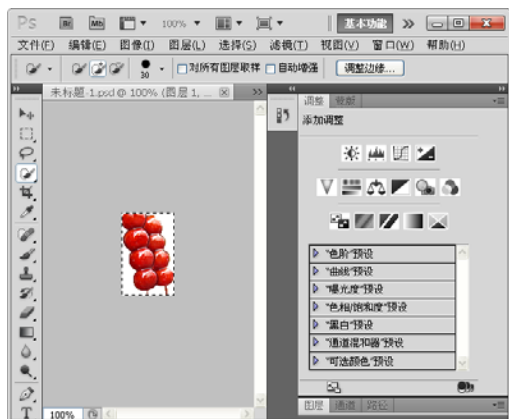 Ps Br Mb 100% 基本功能 >>
文件(F) 编辑(E) 图像(I) 图层(L) 选择(S) 滤镜(T) 视图(V) 窗口(W) 帮助(H)
30 对所有图层取样 自动增强 调整边缘...
未标题-1.psd @ 100% (图层 1, ...
调整 蒙版
添加调整
"色阶"预设
"曲线"预设
"曝光度"预设
"色相/饱和度"预设
"黑白"预设
"通道混和器"预设
"可选颜色"预设
图层 通道 路径
100%